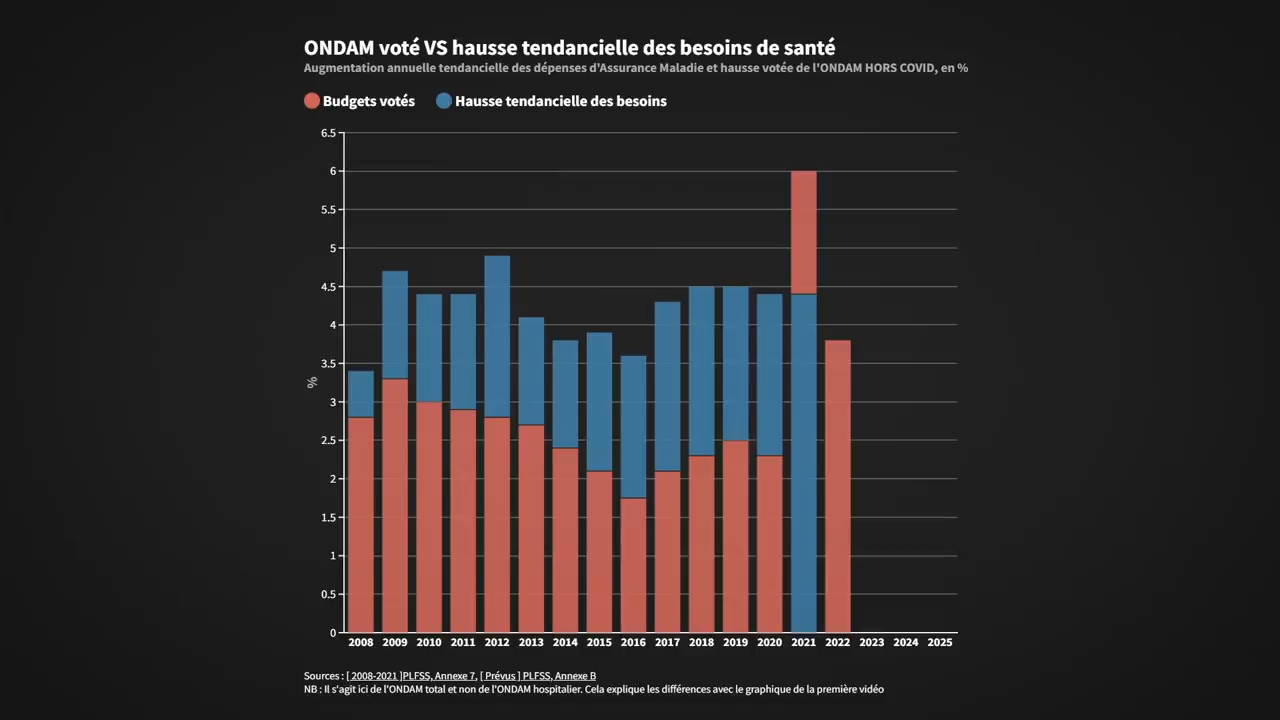 ONDAM voté VS hausse tendancielle des besoins de santé
Augmentation annuelle tendancielle des dépenses d'Assurance Maladie et hausse votée de l'ONDAM HORS COVID, en %
Budgets votés Hausse tendancielle des besoins
6.5
6
5.5
5
4.5
4
3.5
3
2.5
2
1.5
1
0.5
0
%
2008 2009 2010 2011 2012 2013 2014 2015 2016 2017 2018 2019 2020 2021 2022 2023 2024 2025
Sources : [ 2008-2021 ]PLFSS, Annexe 7, [ Prévus ] PLFSS, Annexe B
NB : Il s'agit ici de l'ONDAM total et non de l'ONDAM hospitalier. Cela explique les différences avec le graphique de la première vidéo